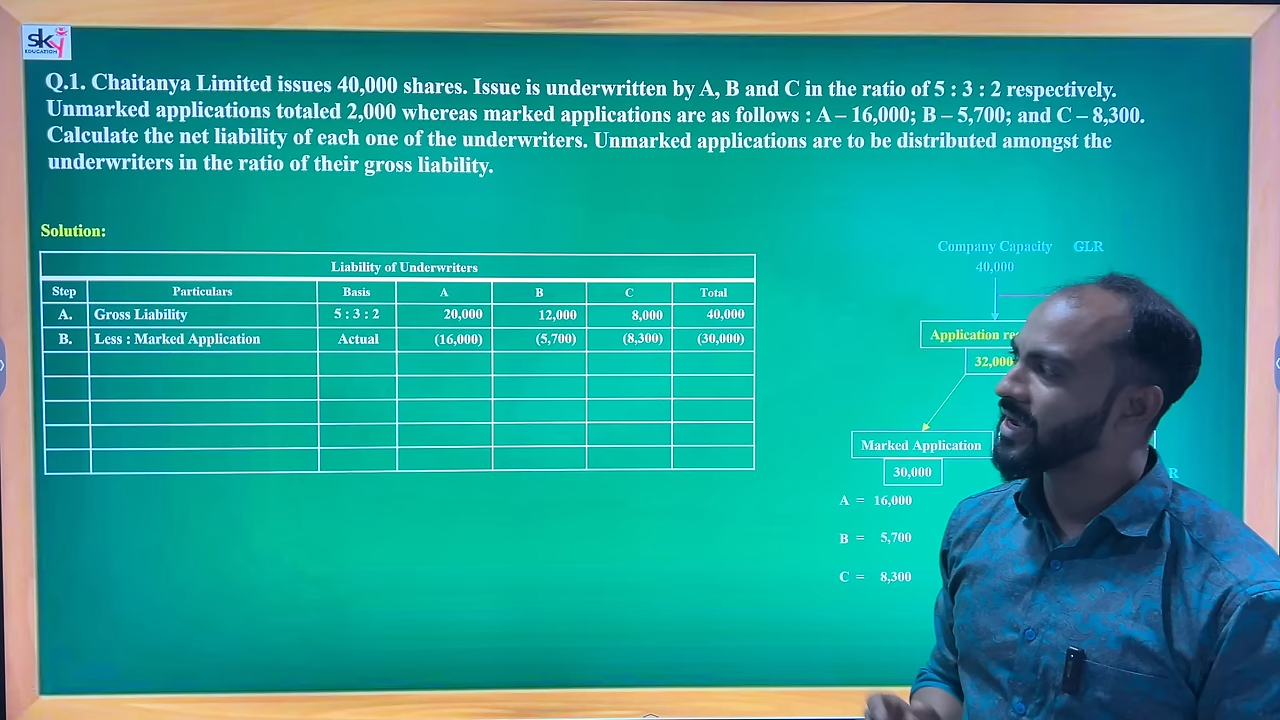 sky
EDUCATION
Q.1. Chaitanya Limited issues 40,000 shares. Issue is underwritten by A, B and C in the ratio of 5 : 3 : 2 respectively.
Unmarked applications totaled 2,000 whereas marked applications are as follows : A – 16,000; B – 5,700; and C – 8,300.
Calculate the net liability of each one of the underwriters. Unmarked applications are to be distributed amongst the
underwriters in the ratio of their gross liability.
Solution:
Liability of Underwriters
Step Particulars Basis A B C Total
A. Gross Liability 5 : 3 : 2 20,000 12,000 8,000 40,000
B. Less : Marked Application Actual (16,000) (5,700) (8,300) (30,000)
Company Capacity GLR
40,000
Application
32,000
Marked Application
30,000
R
A = 16,000
B = 5,700
C = 8,300